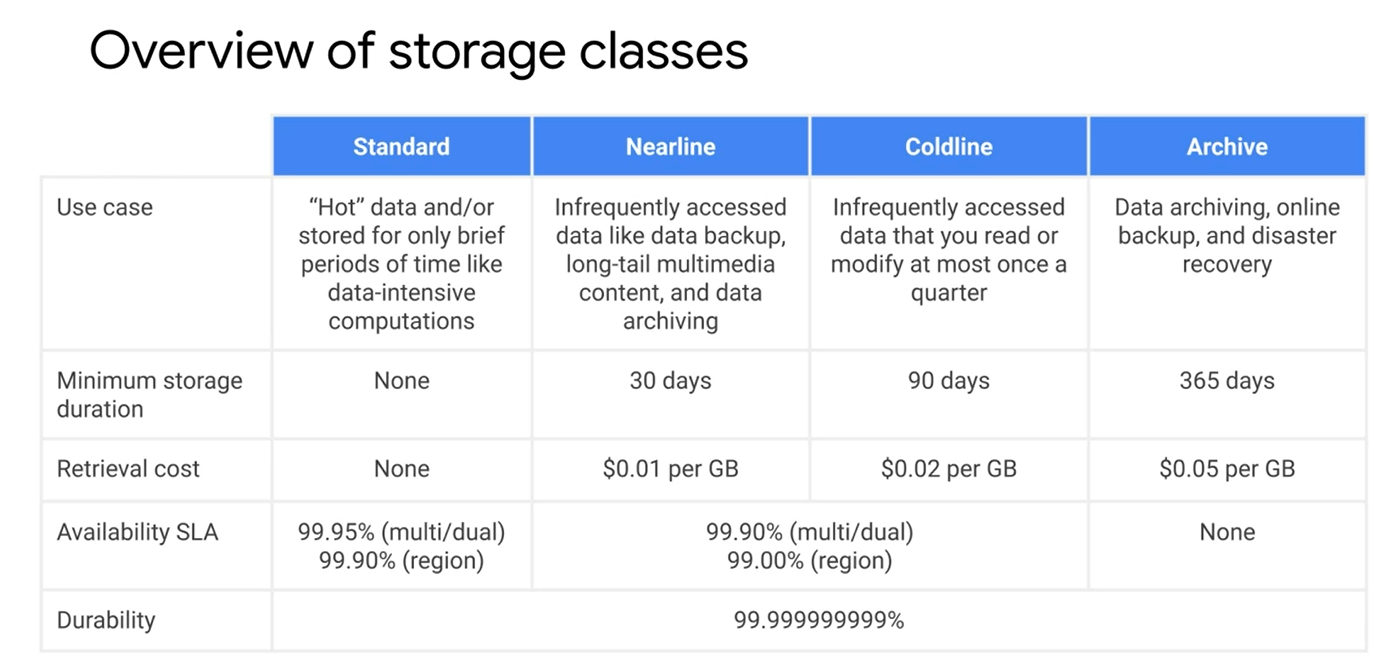 Overview of storage classes
Standard
Nearline
Coldline
Archive
Use case
“Hot” data and/or
stored for only brief
periods of time like
data-intensive
computations
Infrequently accessed
data like data backup,
long-tail multimedia
content, and data
archiving
Infrequently accessed
data that you read or
modify at most once a
quarter
Data archiving, online
backup, and disaster
recovery
Minimum storage
duration
None
30 days
90 days
365 days
Retrieval cost
None
$0.01 per GB
$0.02 per GB
$0.05 per GB
Availability SLA
99.95% (multi/dual)
99.90% (region)
99.90% (multi/dual)
99.00% (region)
None
Durability
99.999999999%